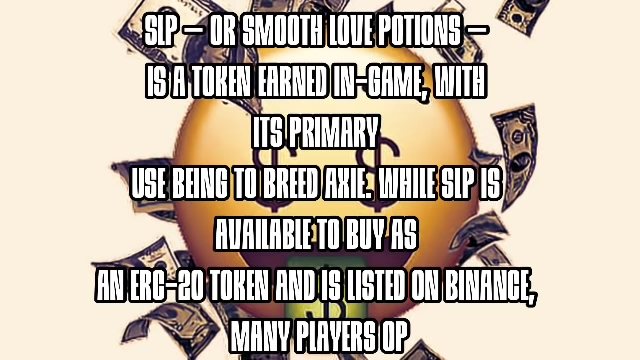 SLP – OR SMOOTH LOVE POTIONS –
IS A TOKEN EARNED IN-GAME, WITH
ITS PRIMARY
USE BEING TO BREED AXIE. WHILE SLP IS
AVAILABLE TO BUY AS
AN ERC-20 TOKEN AND IS LISTED ON BINANCE,
MANY PLAYERS OP